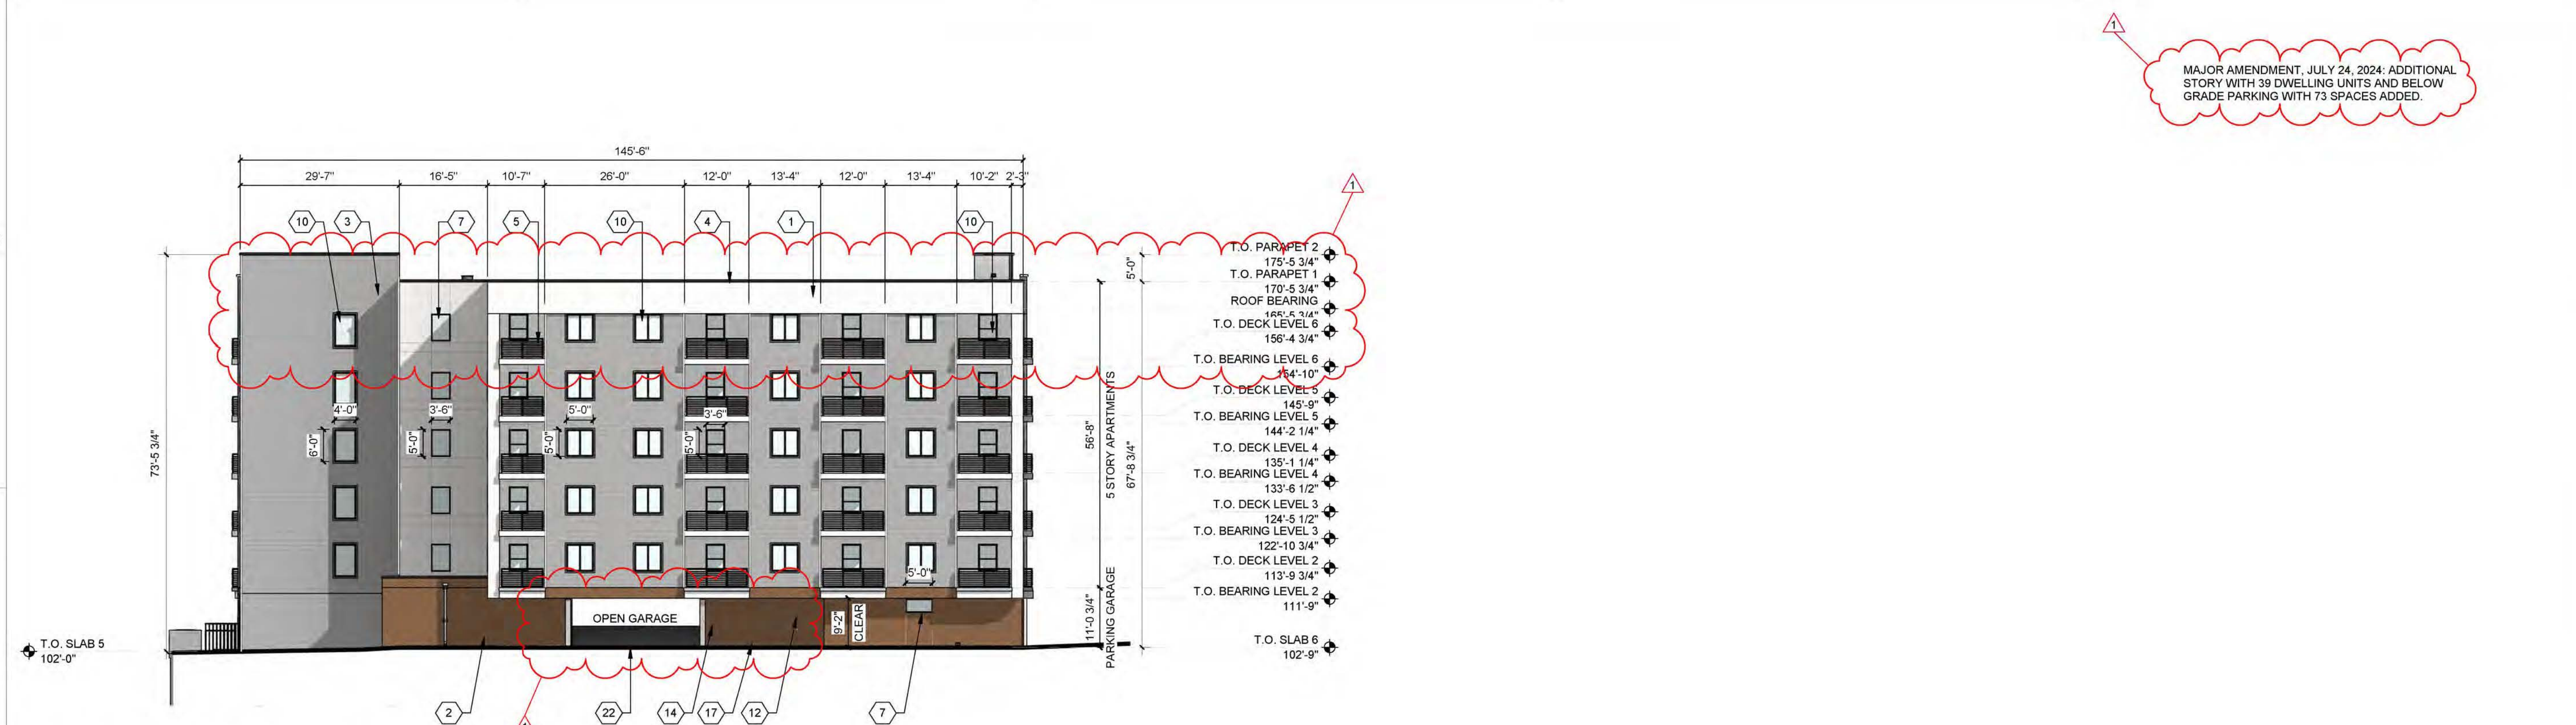 1
MAJOR AMENDMENT, JULY 24, 2024: ADDITIONAL
STORY WITH 39 DWELLING UNITS AND BELOW
GRADE PARKING WITH 73 SPACES ADDED.
145'-6"
29'-7" 16'-5" 10'-7" 26'-0" 12'-0" 13'-4" 12'-0" 13'-4" 10'-2" 2'-3"
1
10 3 7 5 10 4 1 10
T.O. PARAPET 2
175'-5 3/4"
5'-0"
T.O. PARAPET 1
170'-5 3/4"
ROOF BEARING
165'-5 3/4"
T.O. DECK LEVEL 6
156'-4 3/4"
T.O. BEARING LEVEL 6
154'-10"
T.O. DECK LEVEL 5
145'-9"
T.O. BEARING LEVEL 5
144'-2 1/4"
T.O. DECK LEVEL 4
135'-1 1/4"
T.O. BEARING LEVEL 4
133'-6 1/2"
T.O. DECK LEVEL 3
124'-5 1/2"
T.O. BEARING LEVEL 3
122'-10 3/4"
T.O. DECK LEVEL 2
113'-9 3/4"
T.O. BEARING LEVEL 2
111'-9"
T.O. SLAB 6
102'-9"
4'-0" 3'-6" 5'-0" 3'-6"
6'-0" 5'-0" 5'-0" 5'-0"
73'-5 3/4"
56'-8"
5 STORY APARTMENTS
67'-8 3/4"
5'-0"
OPEN GARAGE
9'-2"
CLEAR
11'-0 3/4"
PARKING GARAGE
T.O. SLAB 5
102'-0"
2 22 14 17 12 7